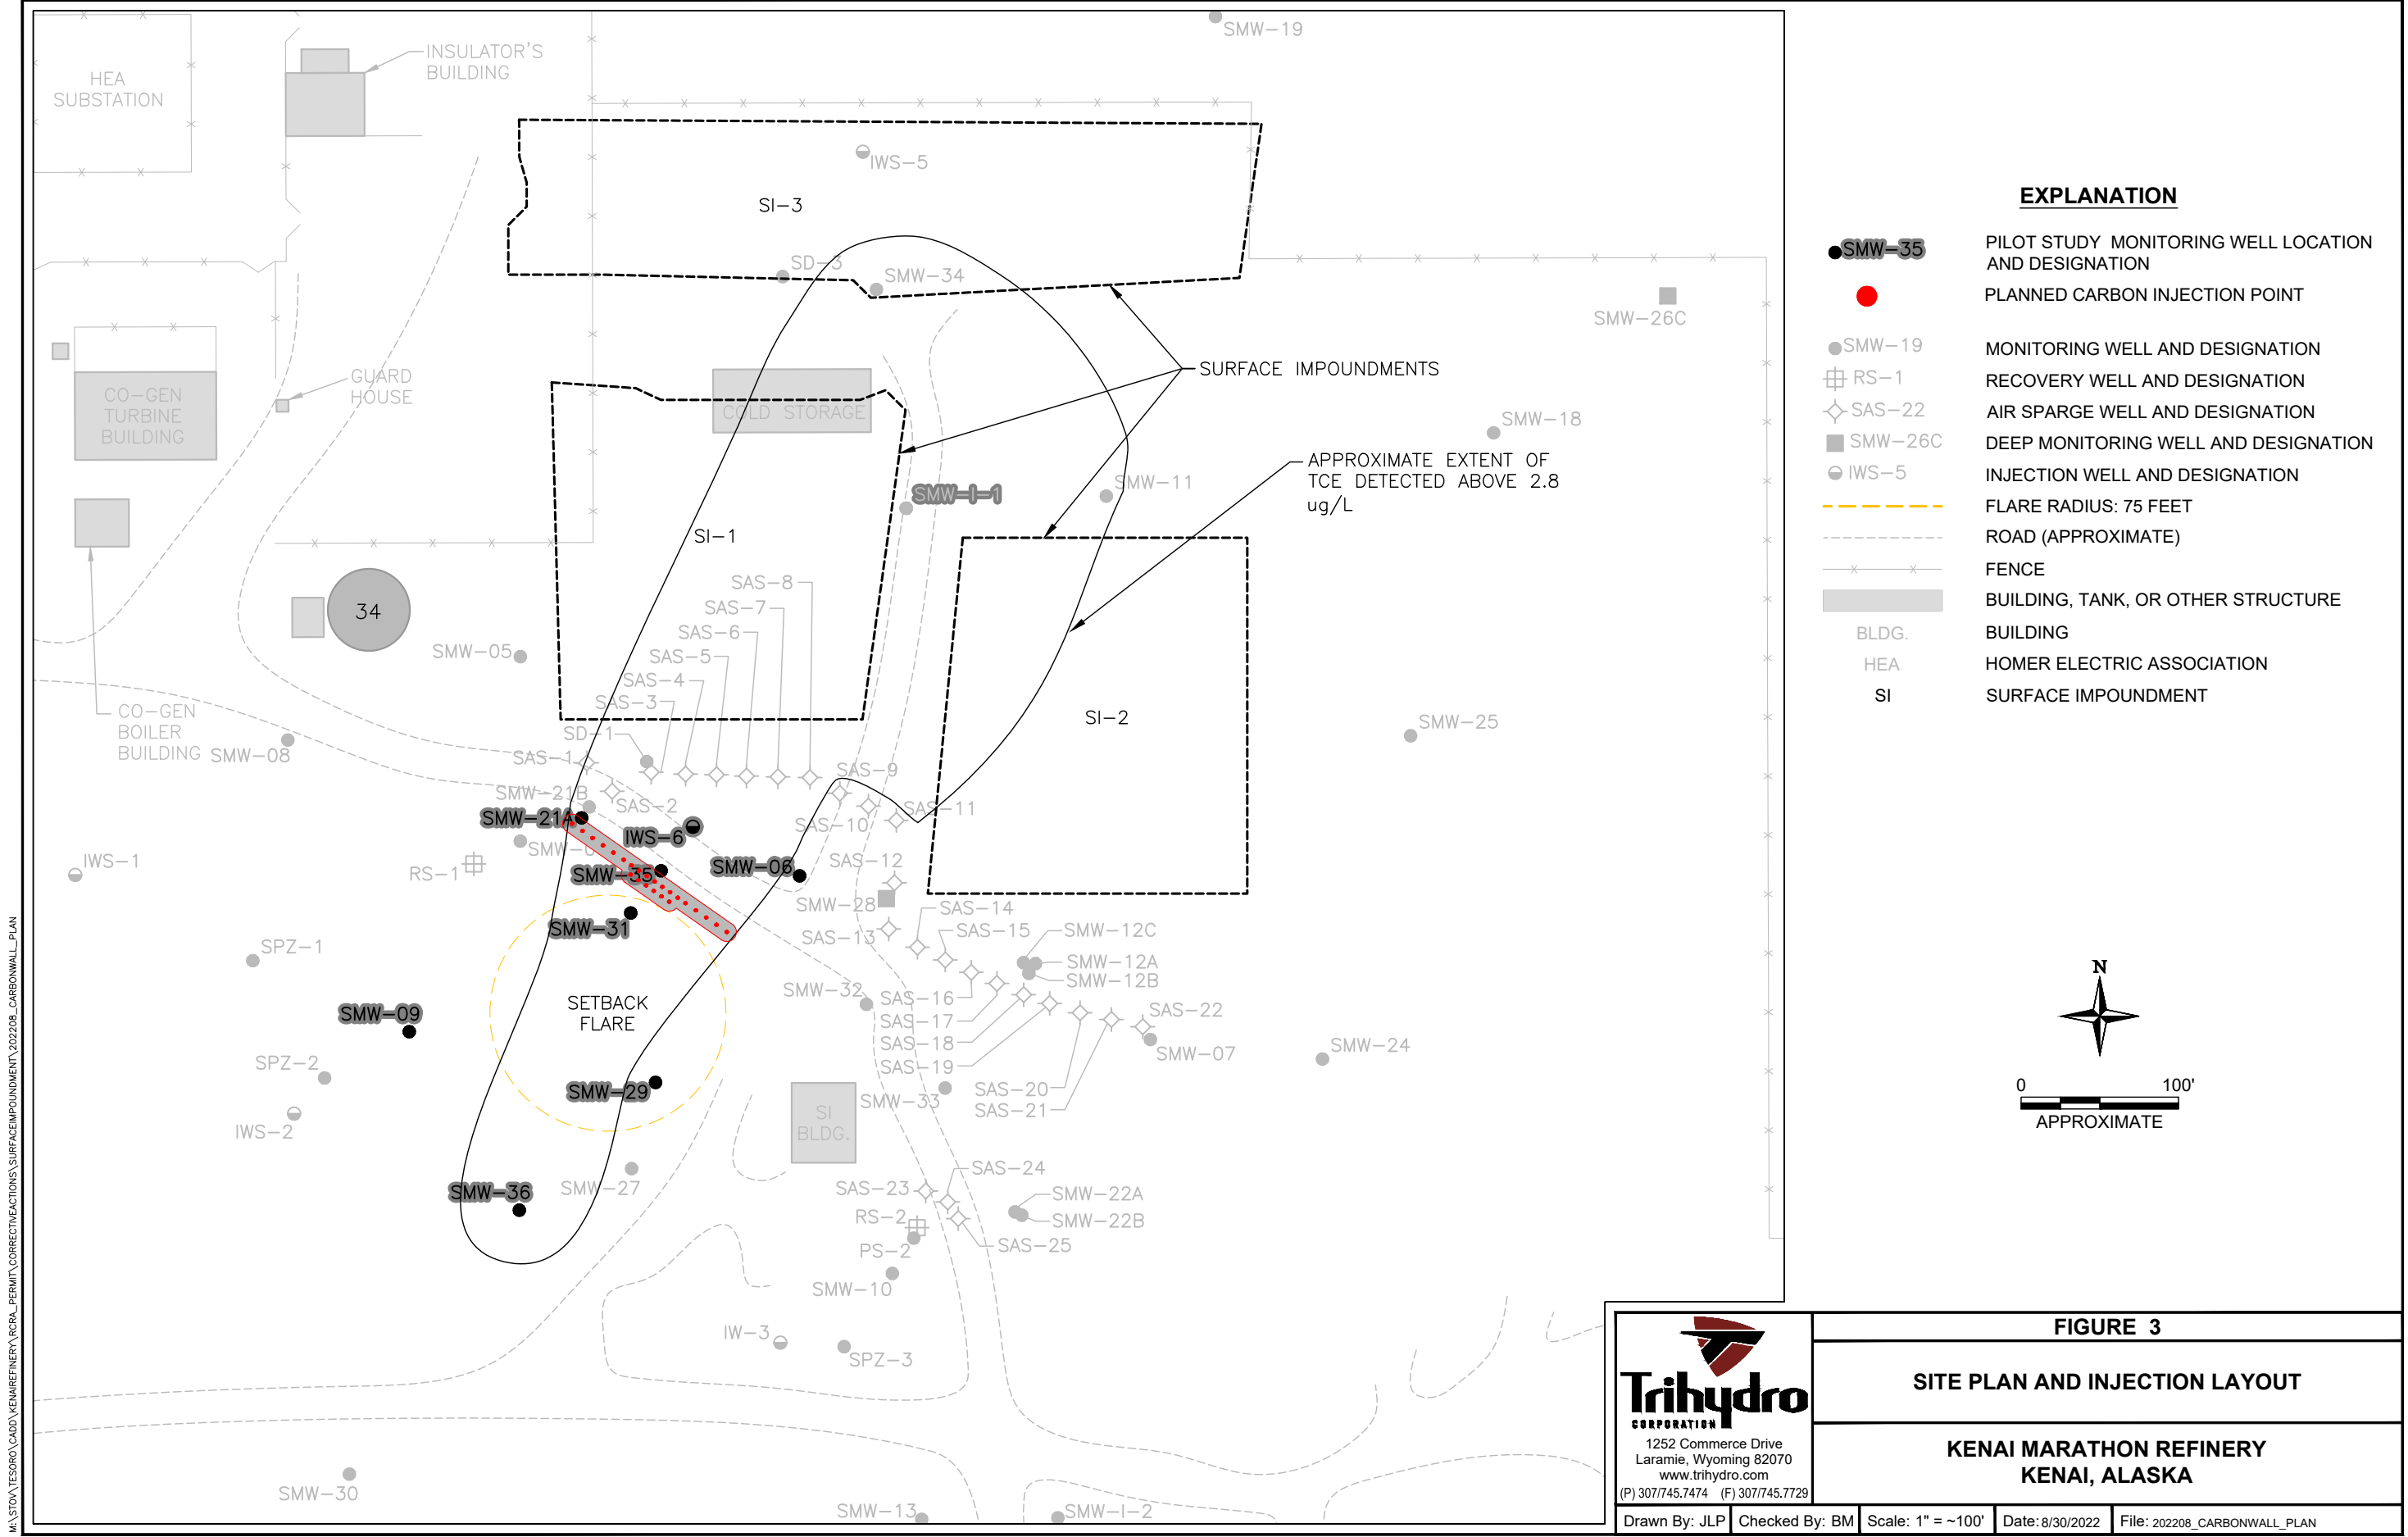 SMW-19
INSULATOR'S
BUILDING
HEA
SUBSTATION
IWS-5
SI-3
SD-3
SMW-34
SMW-26C
GUARD
HOUSE
CO-GEN
TURBINE
BUILDING
COLD STORAGE
SURFACE IMPOUNDMENTS
SMW-18
APPROXIMATE EXTENT OF
TCE DETECTED ABOVE 2.8
ug/L
SMW-11
SMW-I-1
SI-1
SAS-8
SAS-7
SAS-6
SAS-5
SAS-4
SAS-3
34
SMW-05
CO-GEN
BOILER
BUILDING
SMW-08
SD-1
SAS-1
SI-2
SMW-25
SAS-9
SMW-21B
SAS-2
SAS-11
SMW-21A
IWS-6
SAS-10
SMW-06
SAS-12
IWS-1
RS-1
SMW-35
SMW-28
SAS-14
SMW-31
SAS-13
SAS-15
SMW-12C
SMW-12A
SMW-12B
SPZ-1
SMW-32
SAS-16
SETBACK
FLARE
SMW-09
SAS-17
SAS-22
SAS-18
SMW-07
SMW-24
SPZ-2
SAS-19
SMW-29
SMW-33
SAS-20
SAS-21
SI
BLDG.
IWS-2
SAS-24
SMW-36
SMW-27
SAS-23
SMW-22A
RS-2
SMW-22B
PS-2
SAS-25
SMW-10
IW-3
SPZ-3
SMW-30
SMW-13
SMW-I-2
EXPLANATION
SMW-35 PILOT STUDY MONITORING WELL LOCATION
AND DESIGNATION
PLANNED CARBON INJECTION POINT
SMW-19 MONITORING WELL AND DESIGNATION
RS-1 RECOVERY WELL AND DESIGNATION
SAS-22 AIR SPARGE WELL AND DESIGNATION
SMW-26C DEEP MONITORING WELL AND DESIGNATION
IWS-5 INJECTION WELL AND DESIGNATION
FLARE RADIUS: 75 FEET
ROAD (APPROXIMATE)
FENCE
BUILDING, TANK, OR OTHER STRUCTURE
BLDG. BUILDING
HEA HOMER ELECTRIC ASSOCIATION
SI SURFACE IMPOUNDMENT
N
0 100'
APPROXIMATE
Trihydro
CORPORATION
1252 Commerce Drive
Laramie, Wyoming 82070
www.trihydro.com
(P) 307/745.7474 (F) 307/745.7729
FIGURE 3
SITE PLAN AND INJECTION LAYOUT
KENAI MARATHON REFINERY
KENAI, ALASKA
Drawn By: JLP Checked By: BM Scale: 1" = ~100' Date: 8/30/2022 File: 202208_CARBONWALL_PLAN
M:\STOV\TESORO\CADD\KENAIREFINERY\RCRA_PERMIT\CORRECTIVEACTIONS\SURFACEIMPOUNDMENT\202208_CARBONWALL_PLAN